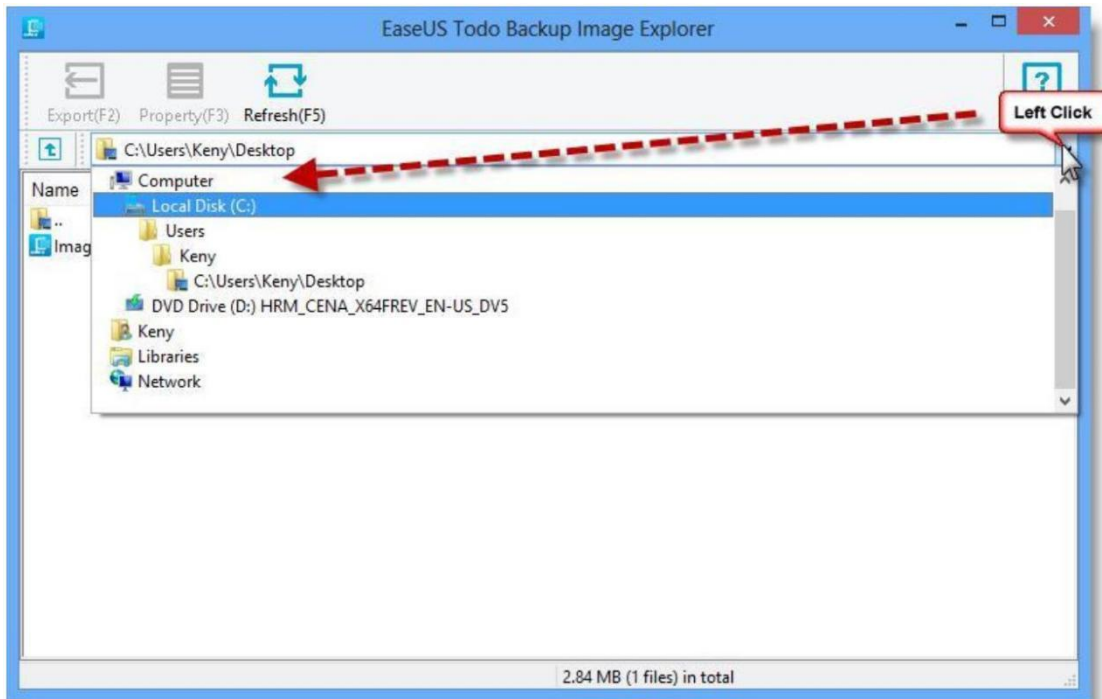 EaseUS Todo Backup Image Explorer
Export(F2) Property(F3) Refresh(F5)
?
Left Click
C:\Users\Keny\Desktop
Name
Computer
Local Disk (C:)
..
Users
Imag
Keny
C:\Users\Keny\Desktop
DVD Drive (D:) HRM_CENA_X64FREV_EN-US_DV5
Keny
Libraries
Network
2.84 MB (1 files) in total